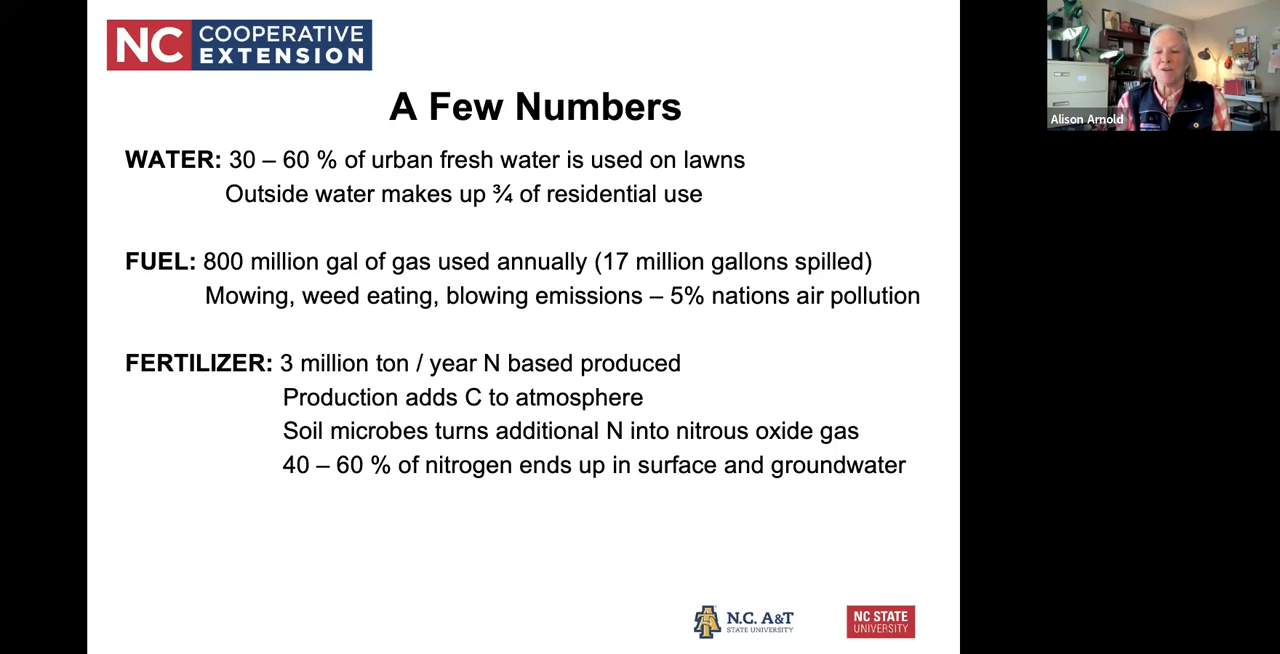 NC COOPERATIVE
EXTENSION
A Few Numbers
WATER: 30 – 60 % of urban fresh water is used on lawns
Outside water makes up ¾ of residential use
FUEL: 800 million gal of gas used annually (17 million gallons spilled)
Mowing, weed eating, blowing emissions – 5% nations air pollution
FERTILIZER: 3 million ton / year N based produced
Production adds C to atmosphere
Soil microbes turns additional N into nitrous oxide gas
40 – 60 % of nitrogen ends up in surface and groundwater
N.C. A&T
STATE UNIVERSITY
NC STATE
UNIVERSITY
Alison Arnold